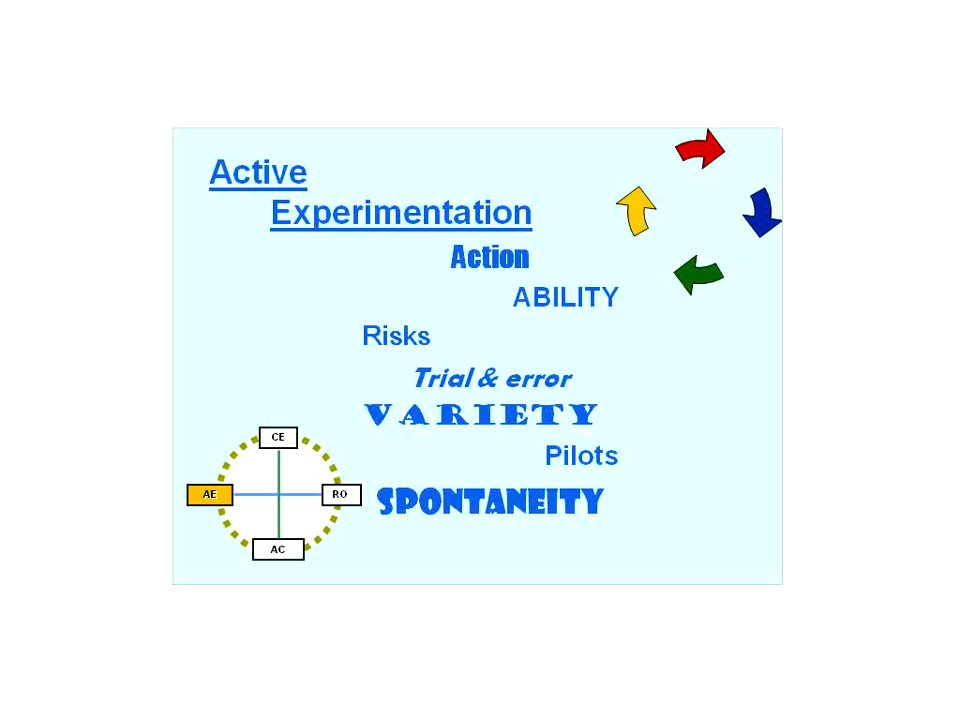 Active
Experimentation
Action
ABILITY
Risks
Trial & error
VARIETY
Pilots
SPONTANEITY
CE
AE
RO
AC